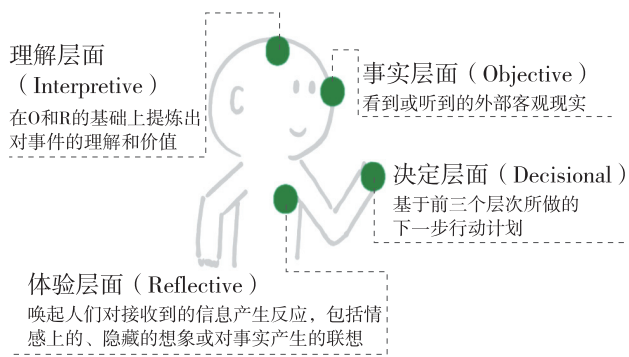 理解层面
（Interpretive）
在O和R的基础上提炼出
对事件的理解和价值
事实层面（Objective）
看到或听到的外部客观现实
决定层面（Decisional）
基于前三个层次所做的
下一步行动计划
体验层面（Reflective）
唤起人们对接收到的信息产生反应，包括情
感上的、隐藏的想象或对事实产生的联想